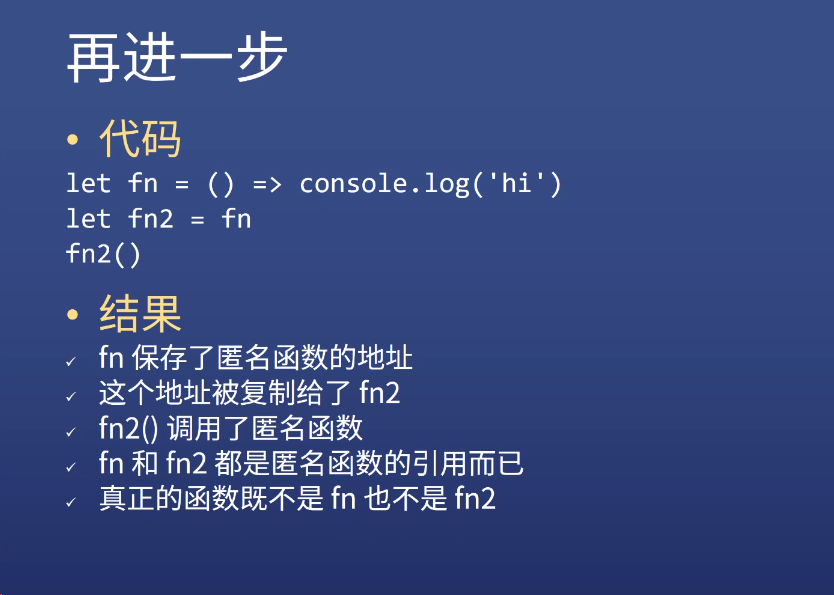 再进一步
• 代码
let fn = () => console.log('hi')
let fn2 = fn
fn2()
• 结果
✓ fn 保存了匿名函数的地址
✓ 这个地址被复制给了 fn2
✓ fn2() 调用了匿名函数
✓ fn 和 fn2 都是匿名函数的引用而已
✓ 真正的函数既不是 fn 也不是 fn2